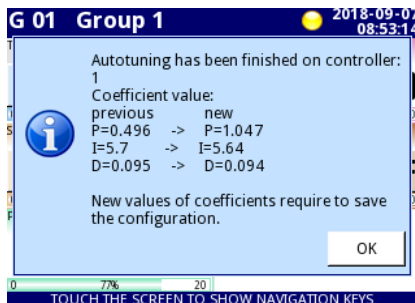 G 01 Group 1
2018-09-07
08:53:14
Autotuning has been finished on controller:
1
Coefficient value:
previous new
P=0.496 -> P=1.047
I=5.7 -> I=5.64
D=0.095 -> D=0.094
New values of coefficients require to save
the configuration.
OK
0 77% 20
TOUCH THE SCREEN TO SHOW NAVIGATION KEYS